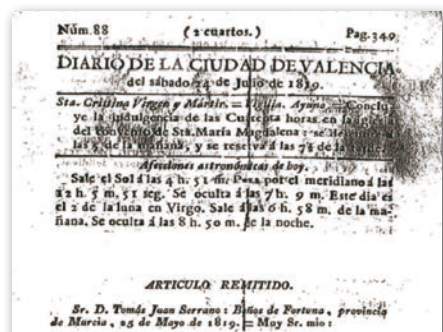 Núm. 88 (2 cuartos.) Pag. 349
DIARIO DE LA CIUDAD DE VALENCIA
del sábado 24 de Julio de 1819.
Sta. Cristina Virgen y Mártir. = Vigilia. Ayuno. = Conclu-
ye la indulgencia de las Cuarenta horas en la iglesia
del convento de Sta. María Magdalena: se
las 5 de la mañana, y se reserva á las 7½ de la tarde.
Afecciones astronómicas de hoy.
Sale el Sol á las 4 h. 51 m. Pasa por el meridiano á las
12 h. 5 m. 51 seg. Se oculta á las 7 h. 9 m. Este dia es
el 2 de la luna en Virgo. Sale á las 6 h. 58 m. de la ma-
ñana. Se oculta á las 8 h. 50 m. de la noche.
ARTICULO REMITIDO.
Sr. D. Tomás Juan Serrano: Baños de Fortuna, provincia
de Murcia, 25 de Mayo de 1819. = Muy Sr. mio: